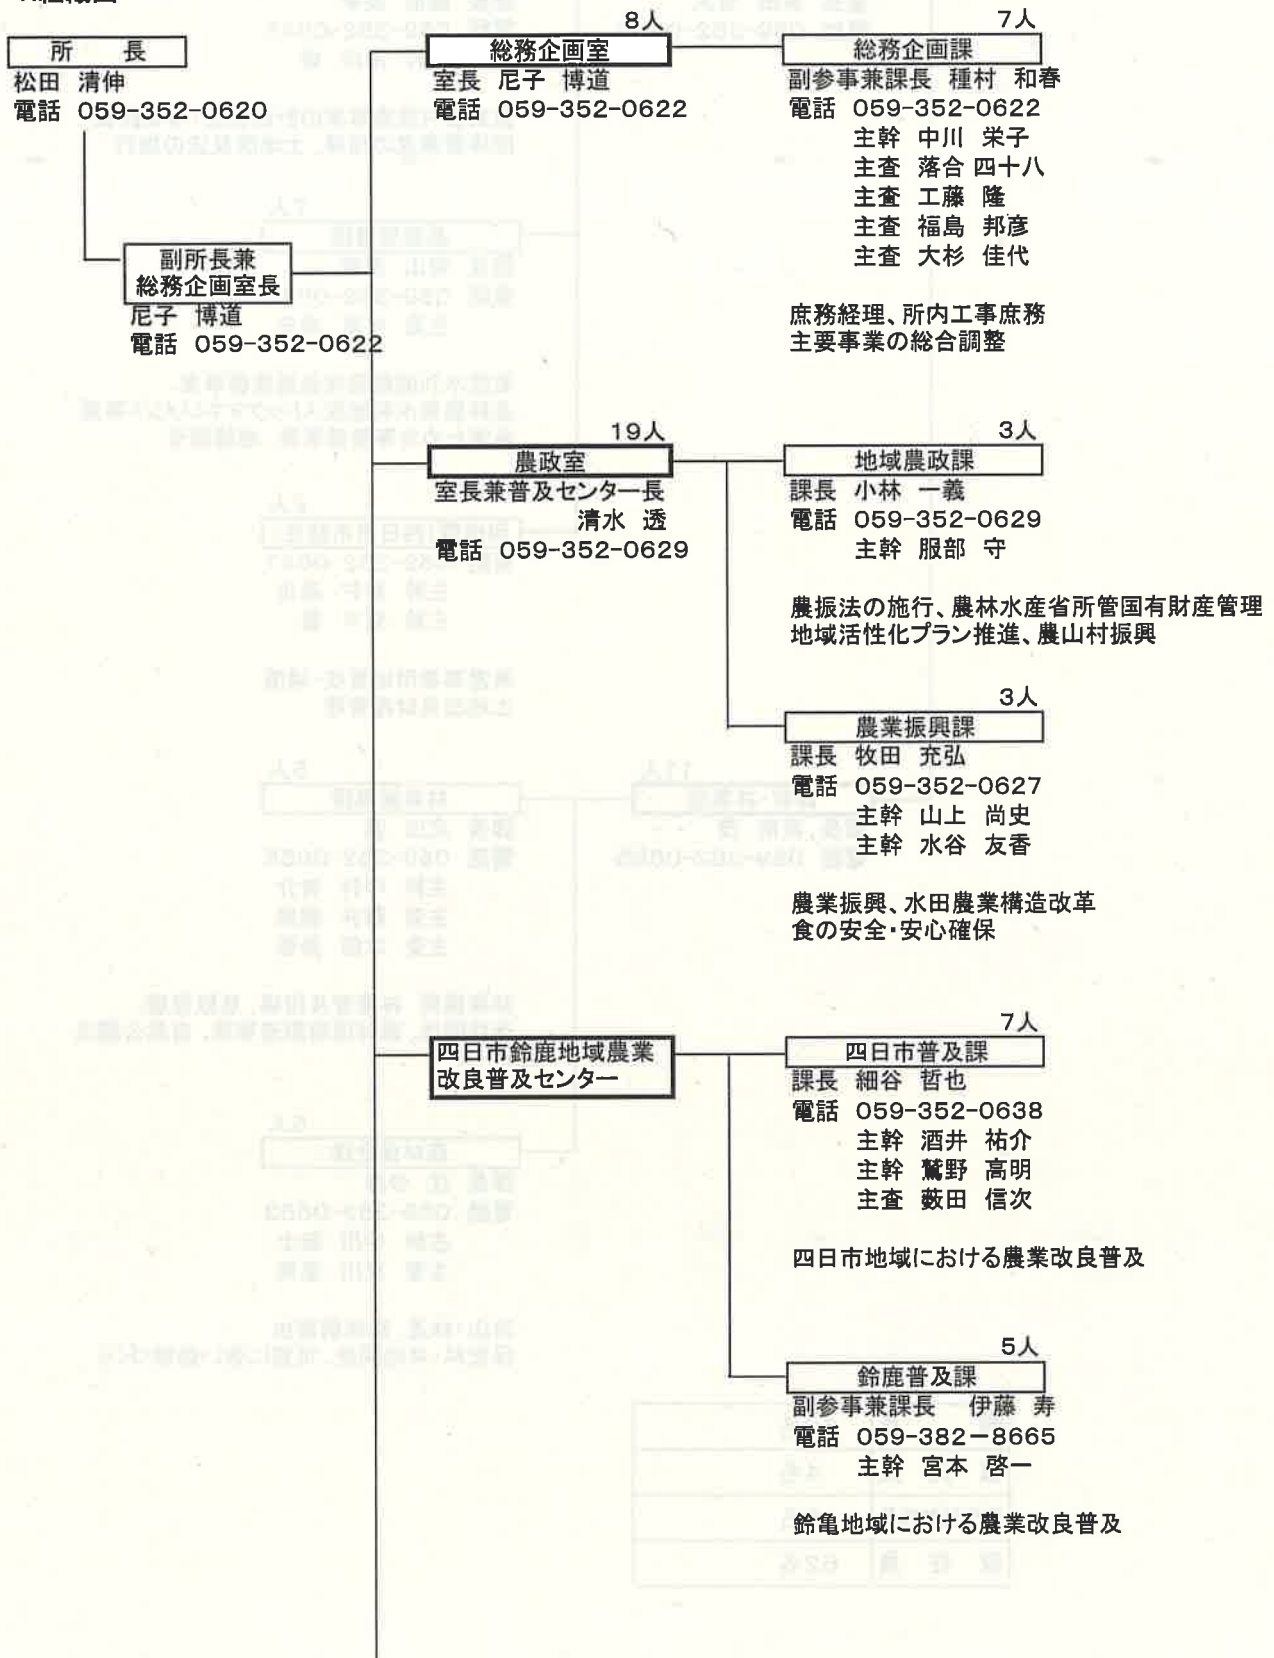 所　長
松田 清伸
電話 059-352-0620
副所長兼
総務企画室長
尼子 博道
電話 059-352-0622
8人
総務企画室
室長 尼子 博道
電話 059-352-0622
7人
総務企画課
副参事兼課長 種村 和春
電話 059-352-0622
主幹 中川 栄子
主査 落合 四十八
主査 工藤 隆
主査 福島 邦彦
主査 大杉 佳代
庶務経理、所内工事庶務
主要事業の総合調整
19人
農政室
室長兼普及センター長
清水 透
電話 059-352-0629
3人
地域農政課
課長 小林 一義
電話 059-352-0629
主幹 服部 守
農振法の施行、農林水産省所管国有財産管理
地域活性化プラン推進、農山村振興
3人
農業振興課
課長 牧田 充弘
電話 059-352-0627
主幹 山上 尚史
主幹 水谷 友香
農業振興、水田農業構造改革
食の安全・安心確保
四日市鈴鹿地域農業
改良普及センター
7人
四日市普及課
課長 細谷 哲也
電話 059-352-0638
主幹 酒井 祐介
主幹 鷲野 高明
主査 薮田 信次
四日市地域における農業改良普及
5人
鈴鹿普及課
副参事兼課長　伊藤 寿
電話 059-382-8665
主幹 宮本 啓一
鈴亀地域における農業改良普及